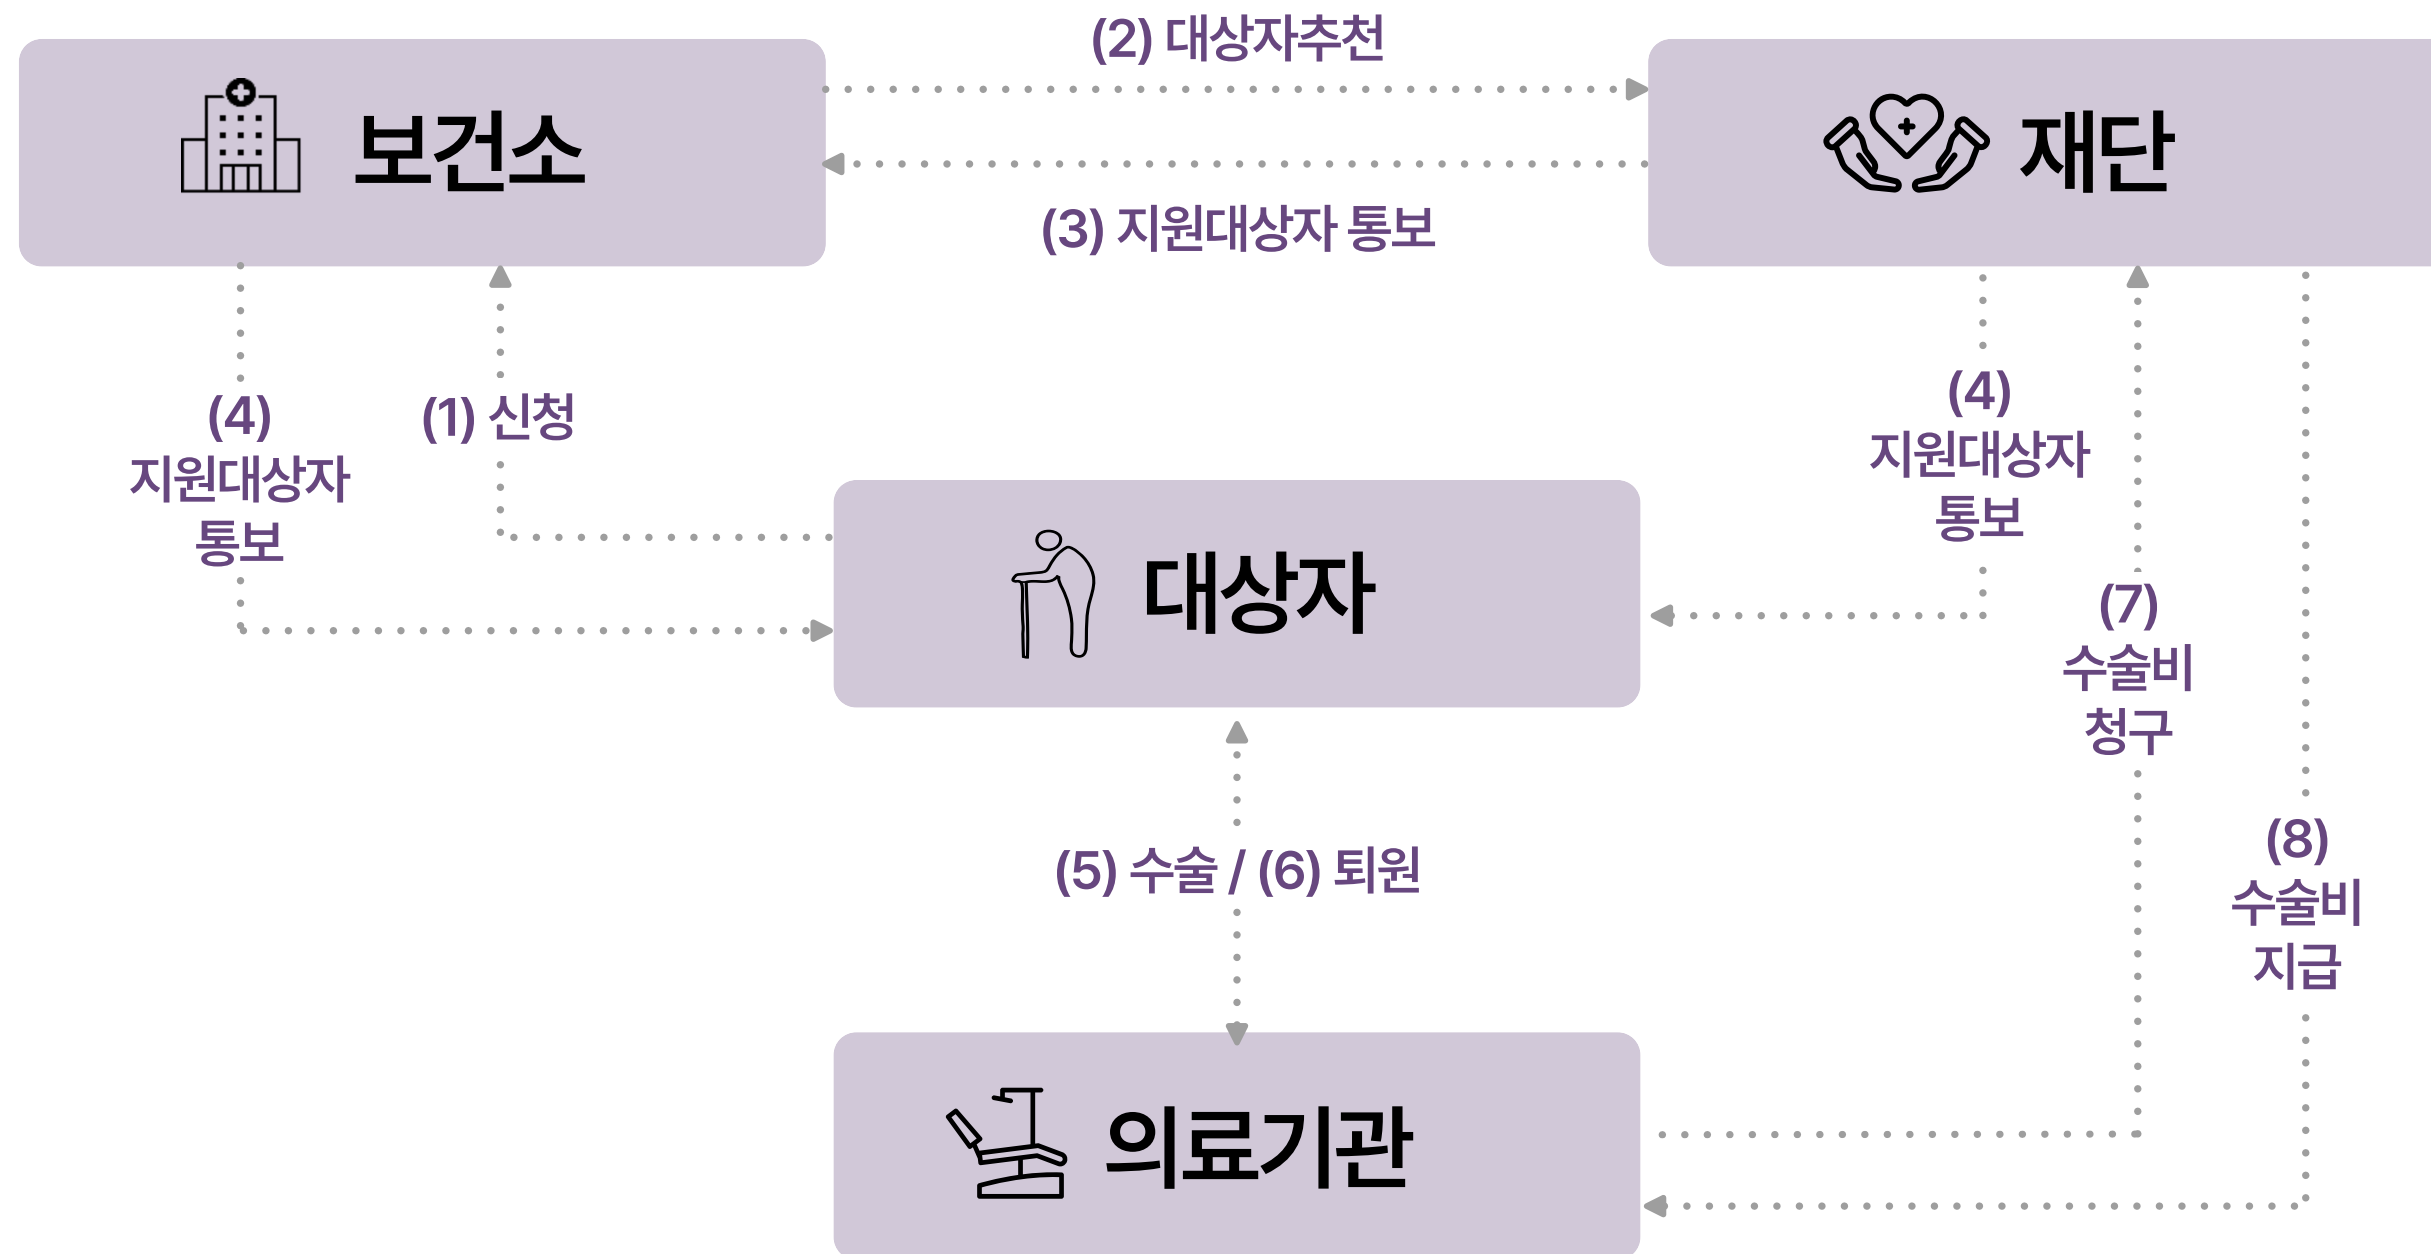 (2) 대상자추천
보건소
재단
(3) 지원대상자 통보
(4)
지원대상자
통보
(1) 신청
(4)
지원대상자
통보
대상자
(7)
수술비
청구
(5) 수술 / (6) 퇴원
(8)
수술비
지급
의료기관